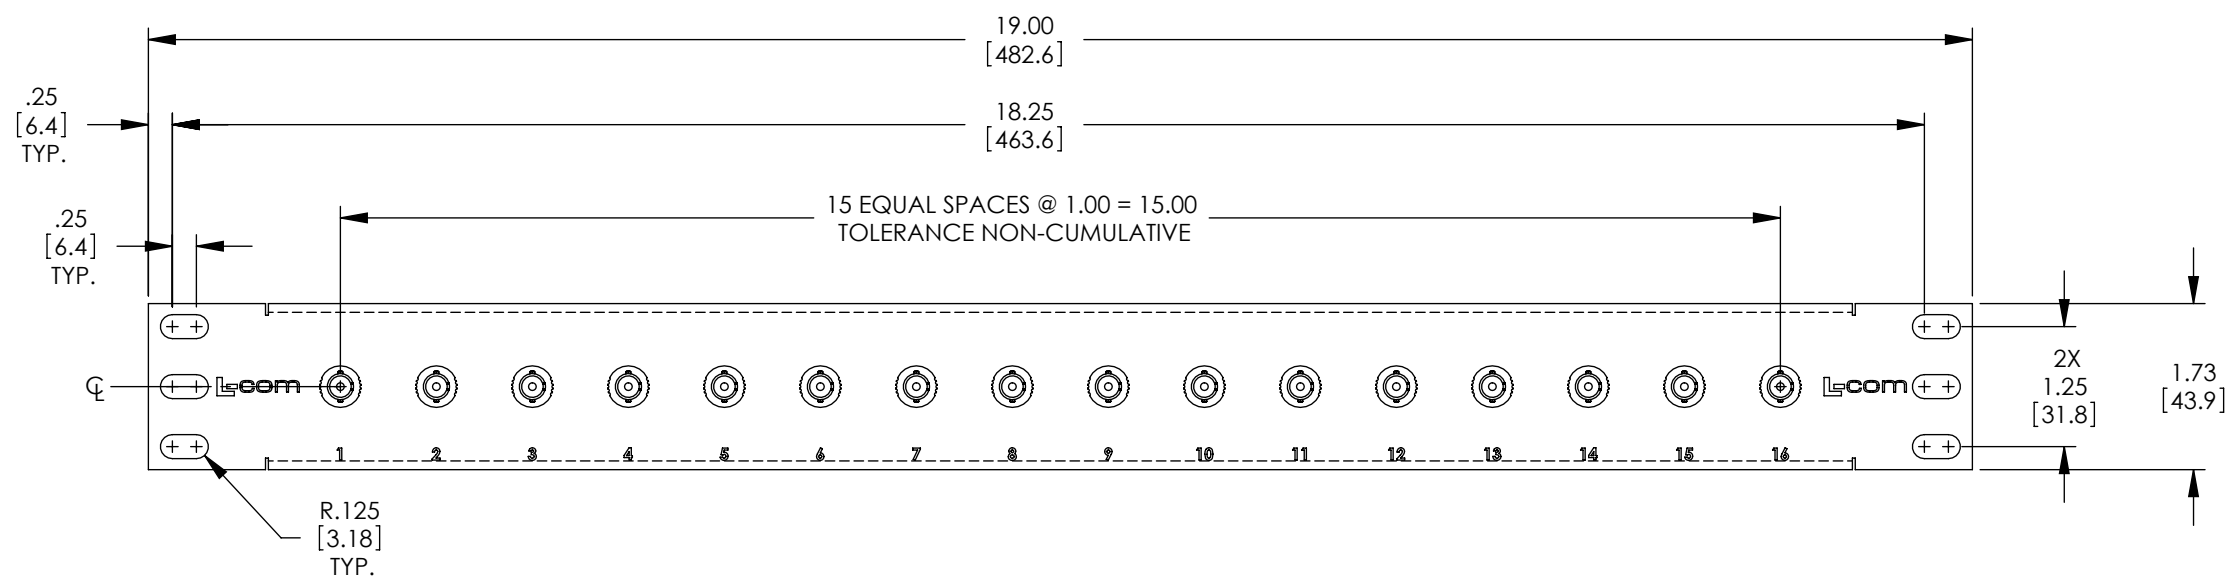 19.00
[482.6]
.25
[6.4]
TYP.
18.25
[463.6]
15 EQUAL SPACES @ 1.00 = 15.00
TOLERANCE NON-CUMULATIVE
.25
[6.4]
TYP.
℄
L-com
L-com
2X
1.25
[31.8]
1.73
[43.9]
1 2 3 4 5 6 7 8 9 10 11 12 13 14 15 16
R.125
[3.18]
TYP.